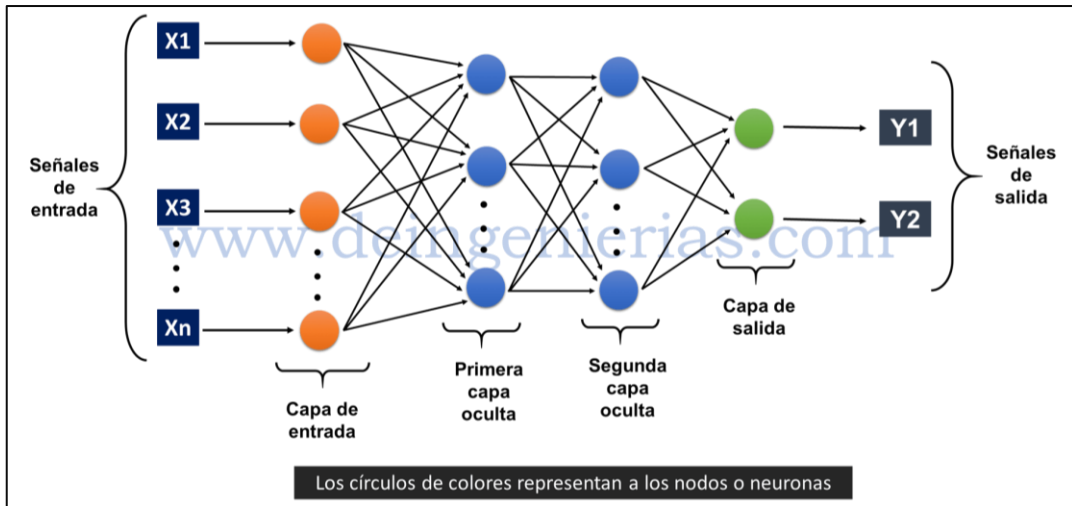 Señales
de
entrada
X1
X2
X3
Xn
www.deingenierias.com
Capa de
entrada
Primera
capa
oculta
Segunda
capa
oculta
Capa de
salida
Y1
Y2
Señales
de
salida
Los círculos de colores representan a los nodos o neuronas